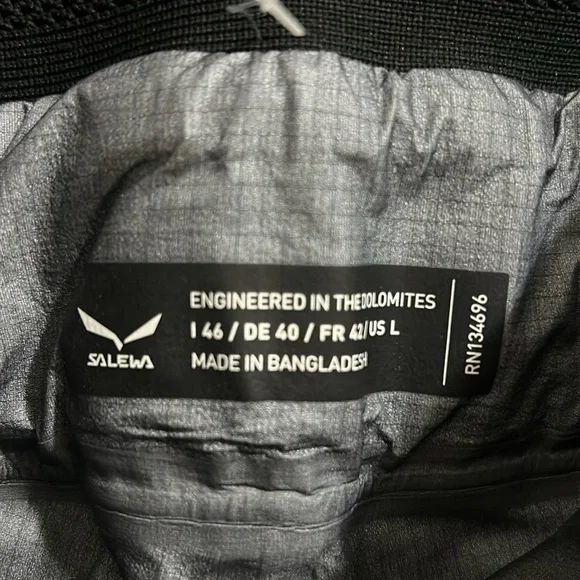 ENGINEERED IN THE DOLOMITES
I 46 / DE 40 / FR 42 / US L
MADE IN BANGLADESH
SALEWA
RN134696